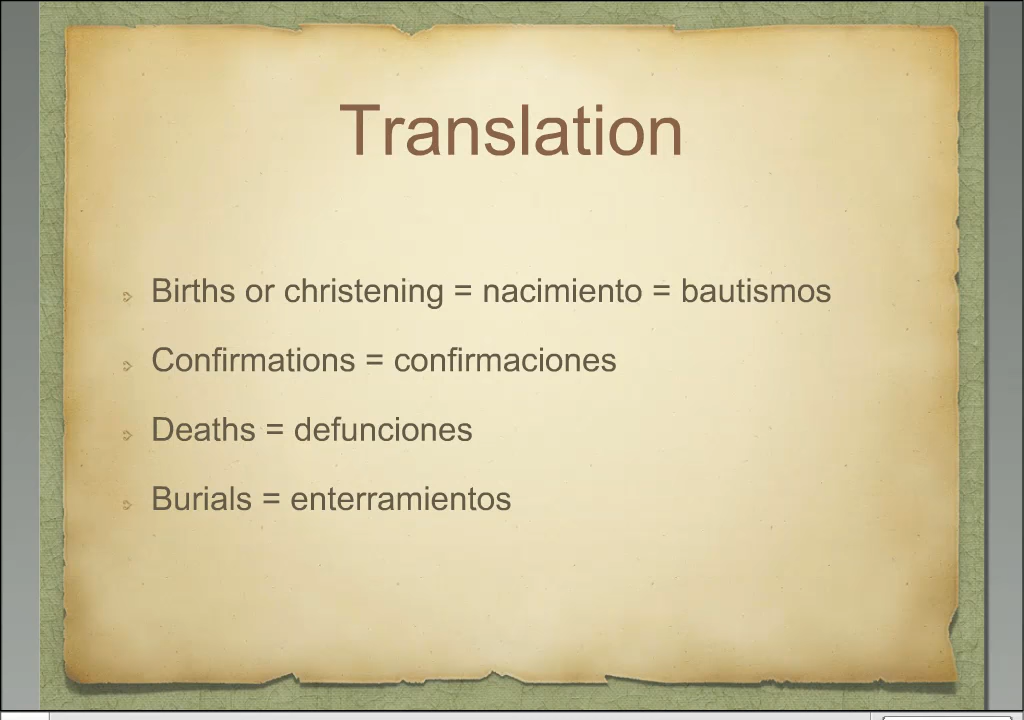 Translation
Births or christening = nacimiento = bautismos
Confirmations = confirmaciones
Deaths = defunciones
Burials = enterramientos